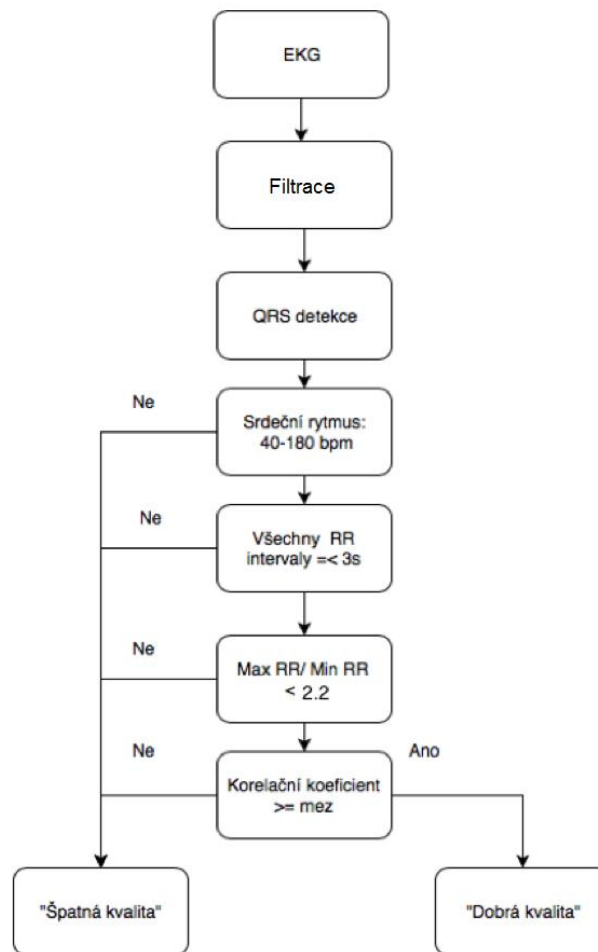 EKG
Filtrace
QRS detekce
Ne
Srdeční rytmus:
40-180 bpm
Ne
Všechny RR
intervaly =< 3s
Ne
Max RR/ Min RR
< 2.2
Ne
Ano
Korelační koeficient
>= mez
"Špatná kvalita"
"Dobrá kvalita"